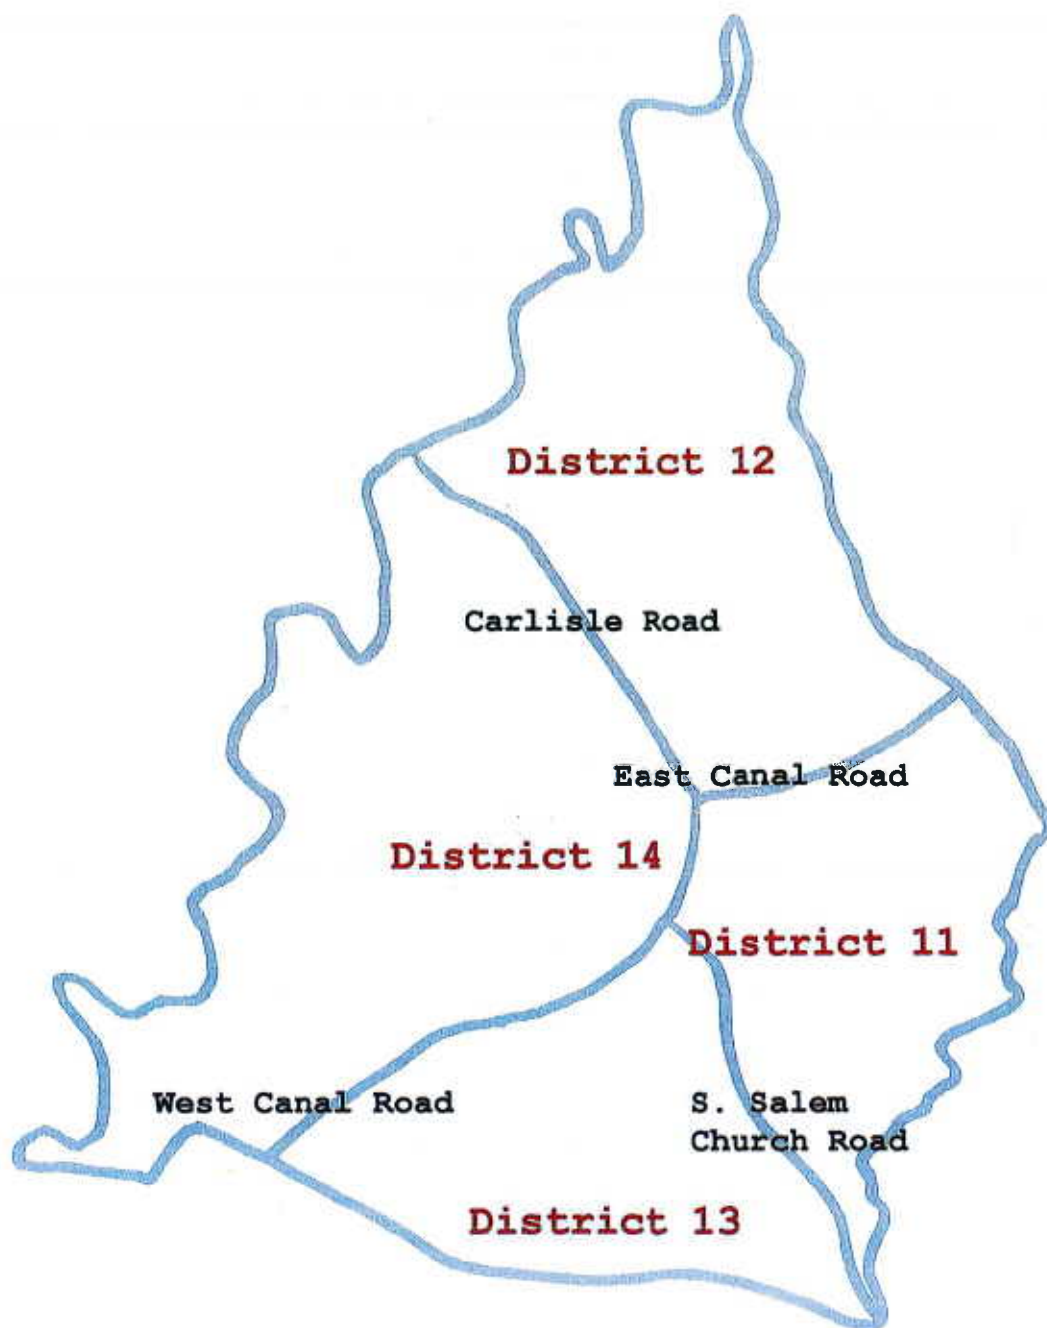 District 12
Carlisle Road
East Canal Road
District 14
District 11
West Canal Road
S. Salem
Church Road
District 13